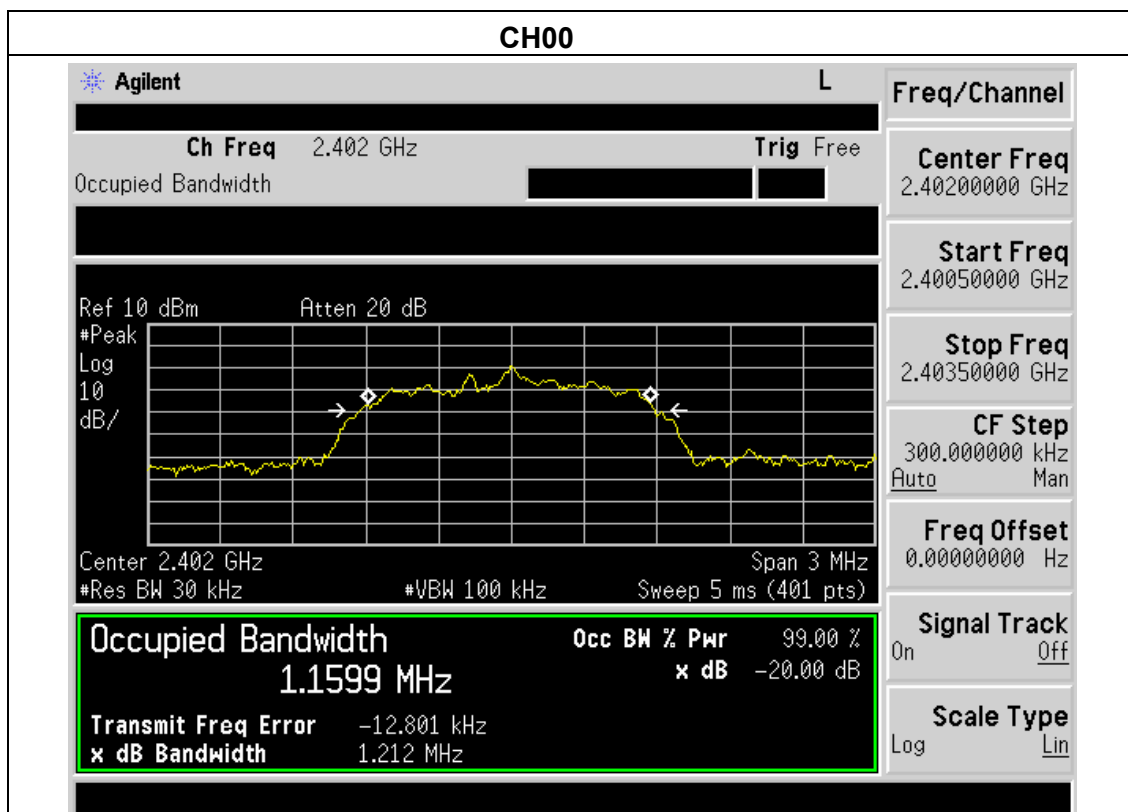 CH00
Agilent L
Freq/Channel
Ch Freq 2.402 GHz Trig Free
Occupied Bandwidth
Center Freq
2.40200000 GHz
Start Freq
2.40050000 GHz
Stop Freq
2.40350000 GHz
CF Step
300.000000 kHz
Auto Man
Freq Offset
0.00000000 Hz
Signal Track
On Off
Scale Type
Log Lin
Ref 10 dBm Atten 20 dB
#Peak
Log
10
dB/
Center 2.402 GHz Span 3 MHz
#Res BW 30 kHz #VBW 100 kHz Sweep 5 ms (401 pts)
Occupied Bandwidth Occ BW % Pwr 99.00 %
1.1599 MHz x dB -20.00 dB
Transmit Freq Error -12.801 kHz
x dB Bandwidth 1.212 MHz